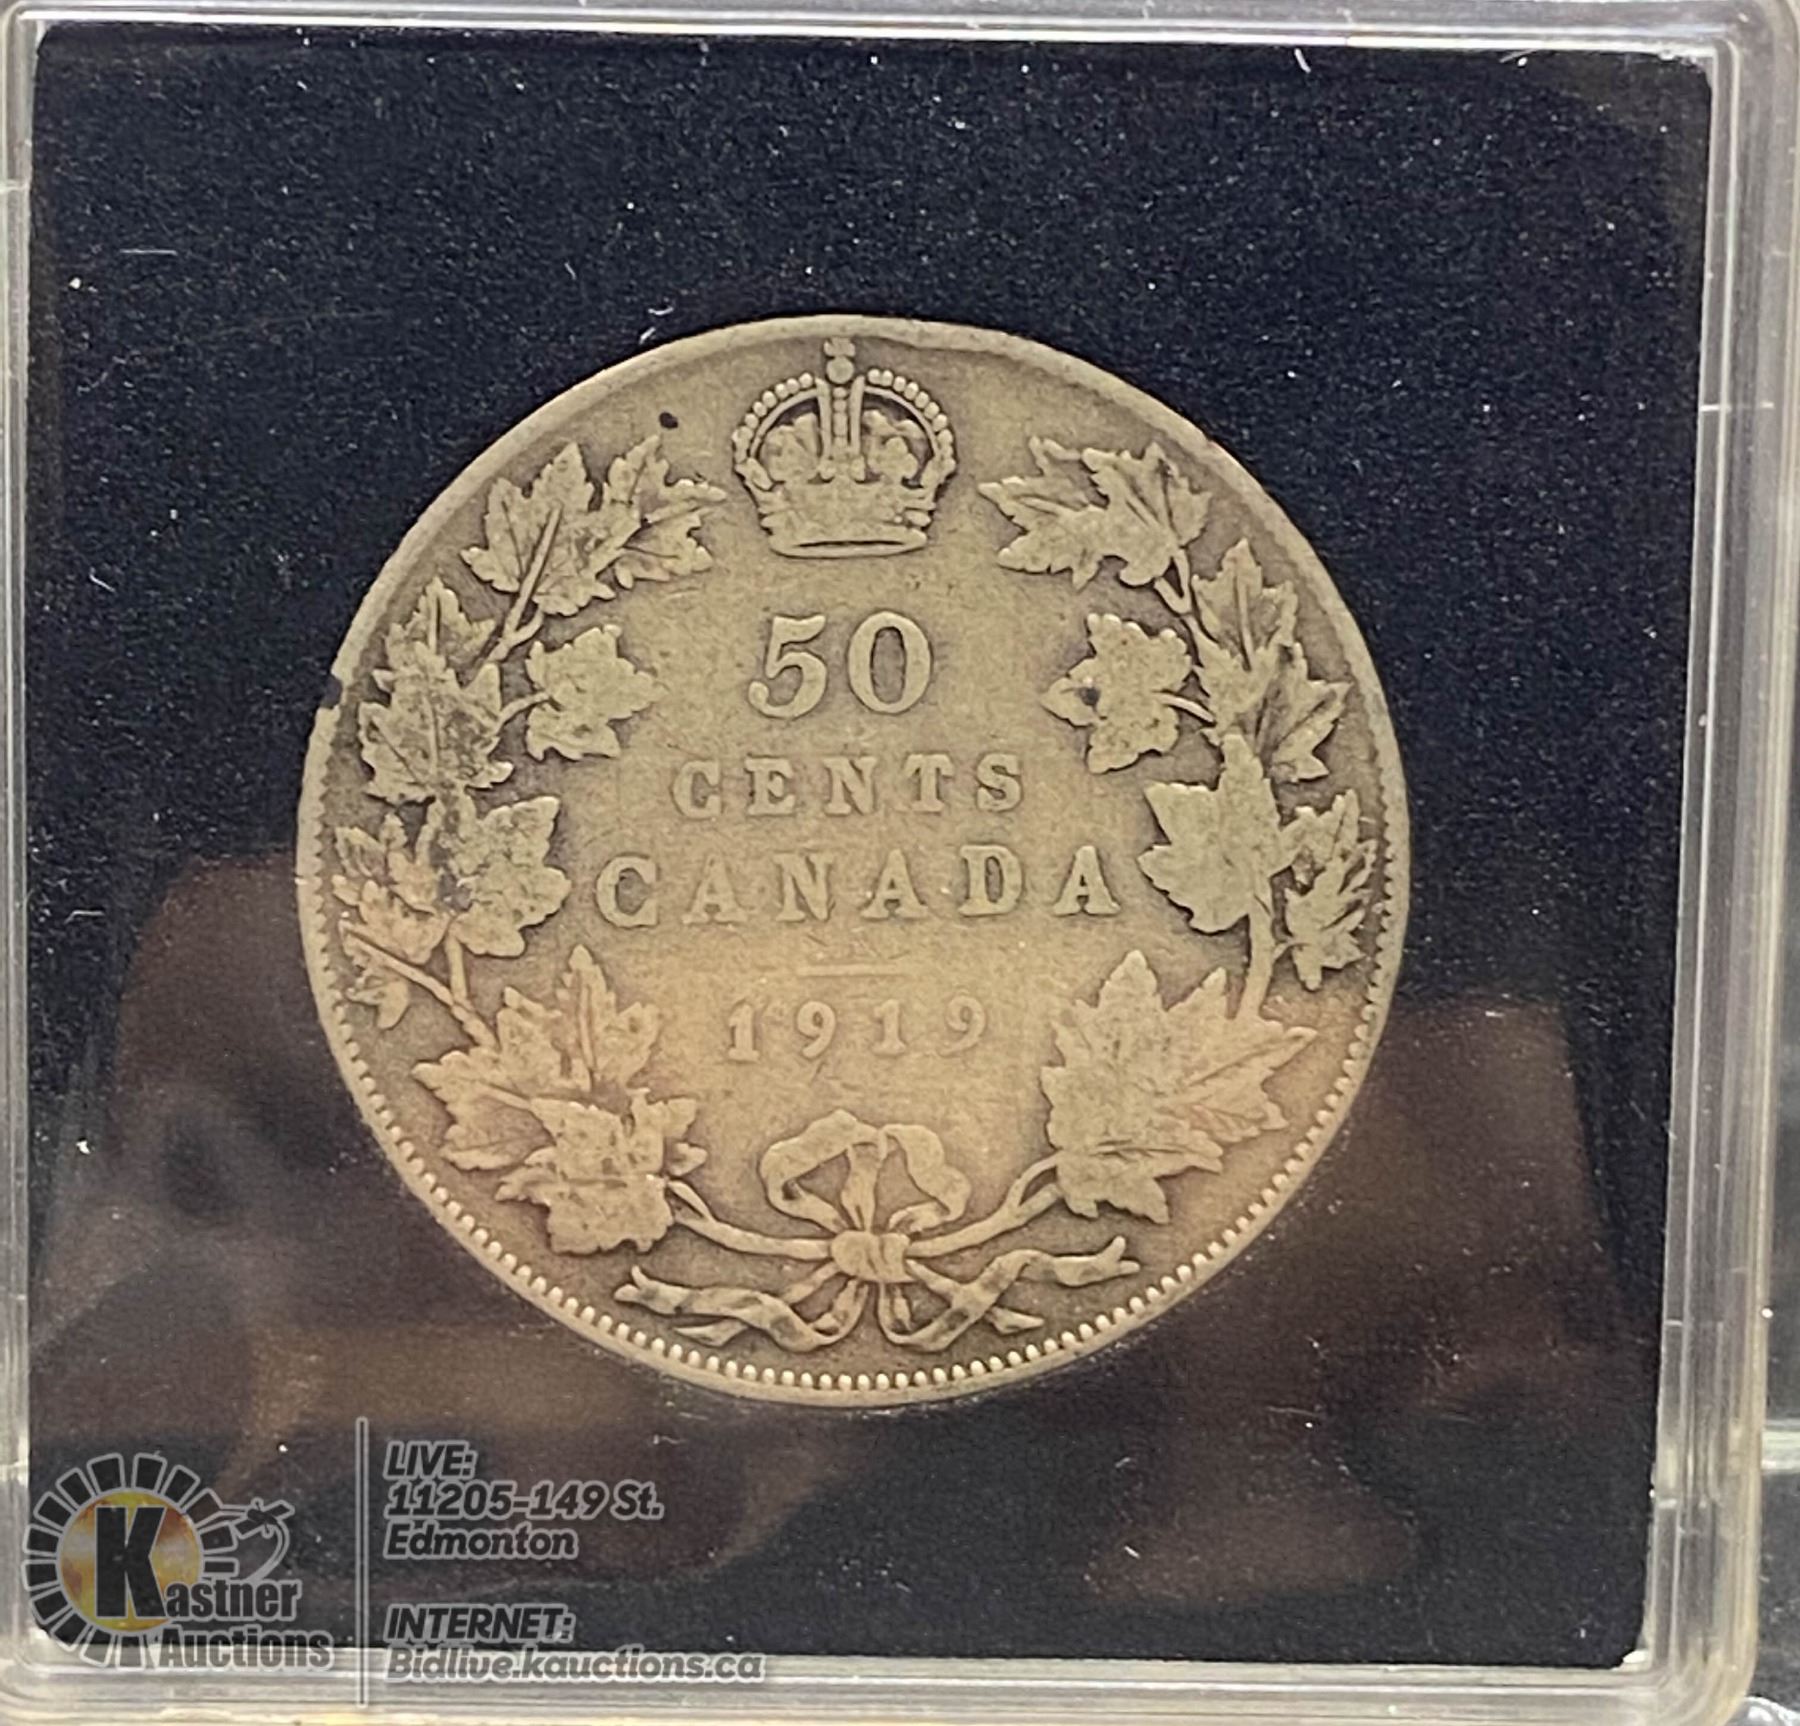 50
CENTS
CANADA
1919
Kastner
Auctions
LIVE:
11205-149 St.
Edmonton
INTERNET:
Bidlive.kauctions.ca